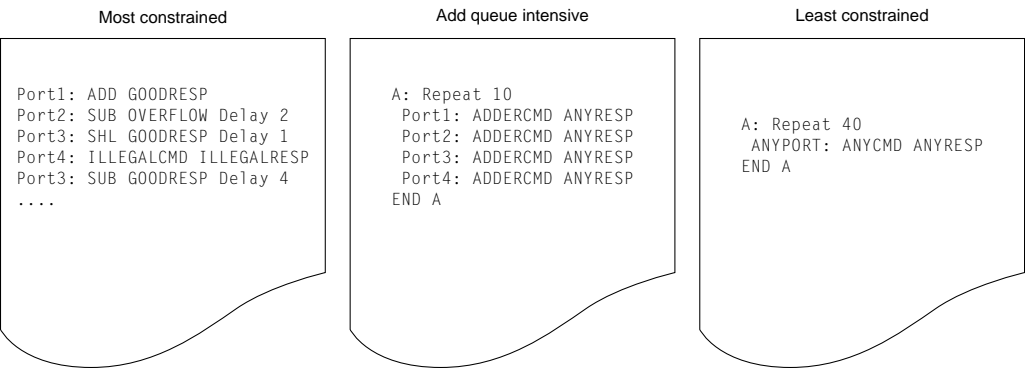 Most constrained
Port1: ADD GOODRESP
Port2: SUB OVERFLOW Delay 2
Port3: SHL GOODRESP Delay 1
Port4: ILLEGALCMD ILLEGALRESP
Port3: SUB GOODRESP Delay 4
....
Add queue intensive
A: Repeat 10
Port1: ADDERCMD ANYRESP
Port2: ADDERCMD ANYRESP
Port3: ADDERCMD ANYRESP
Port4: ADDERCMD ANYRESP
END A
Least constrained
A: Repeat 40
ANYPORT: ANYCMD ANYRESP
END A